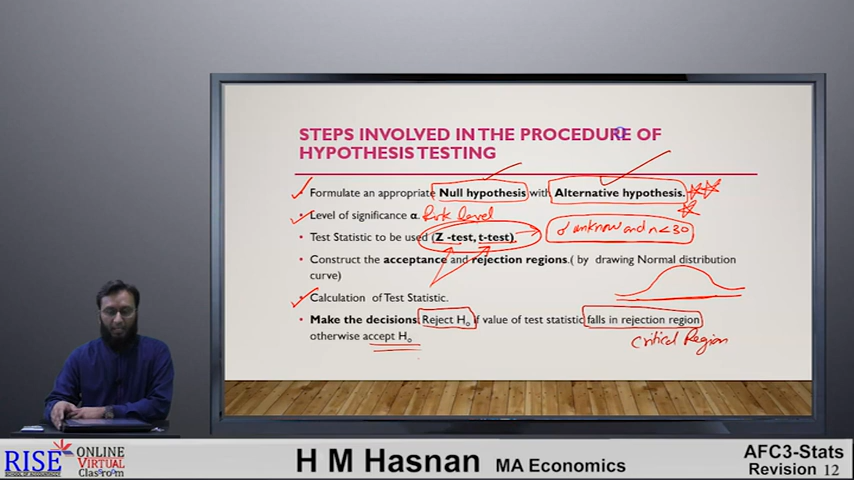 STEPS INVOLVED IN THE PROCEDURE OF
HYPOTHESIS TESTING
• Formulate an appropriate Null hypothesis with Alternative hypothesis.
• Level of significance α. Risk level
• Test Statistic to be used (Z -test, t-test). σ unknown and n < 30
• Construct the acceptance and rejection regions.( by drawing Normal distribution
curve)
• Calculation of Test Statistic.
• Make the decisions. Reject H₀ if value of test statistic falls in rejection region
otherwise accept H₀
Critical Region
RISE
SCHOOL OF ACCOUNTANCY
ONLINE
VIRTUAL
Classroom
H M Hasnan MA Economics
AFC3-Stats
Revision 12